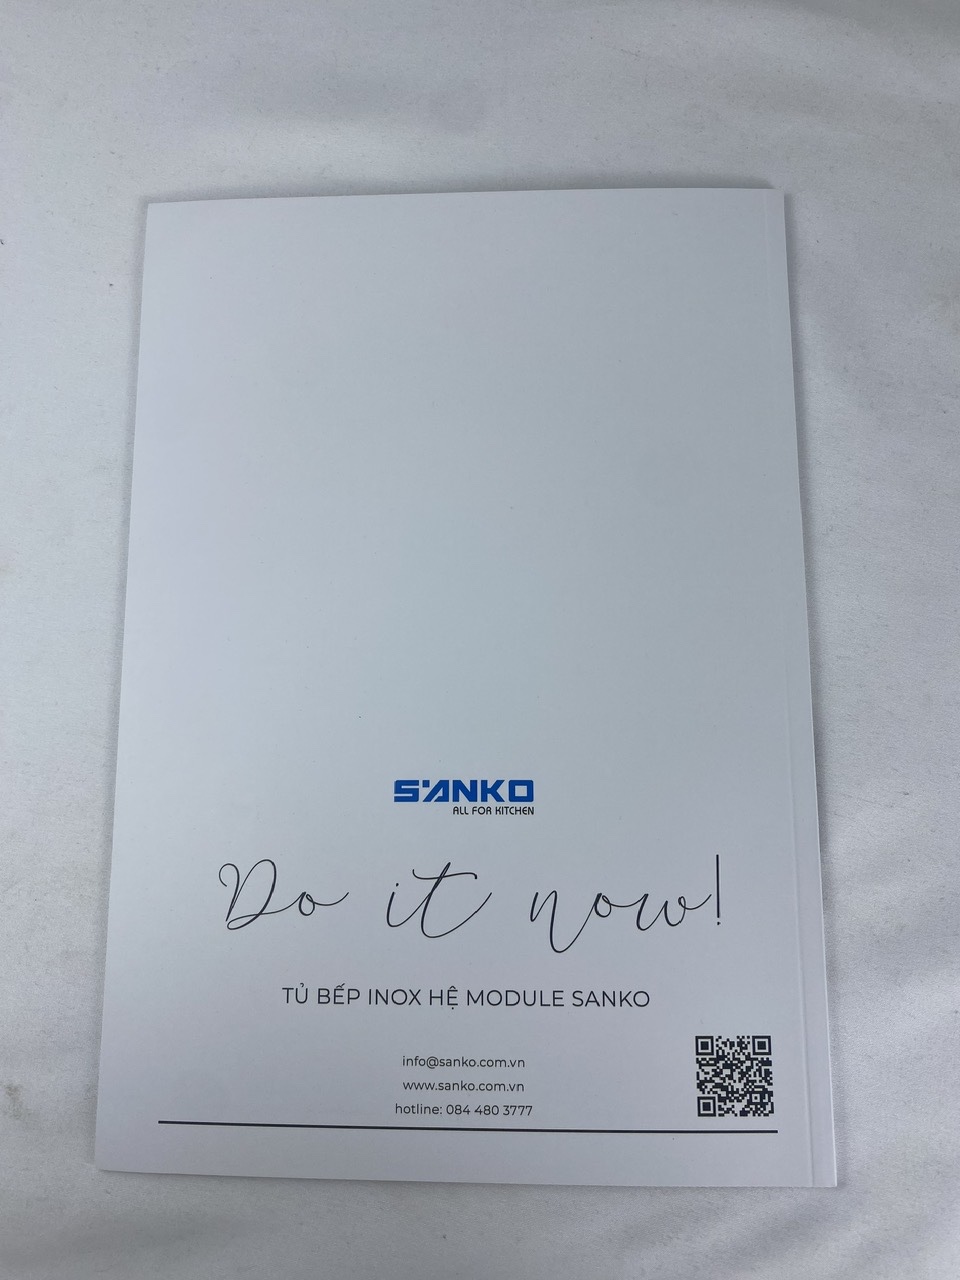 SANKO
ALL FOR KITCHEN
Do it now!
TỦ BẾP INOX HỆ MODULE SANKO
info@sanko.com.vn
www.sanko.com.vn
hotline: 084 480 3777